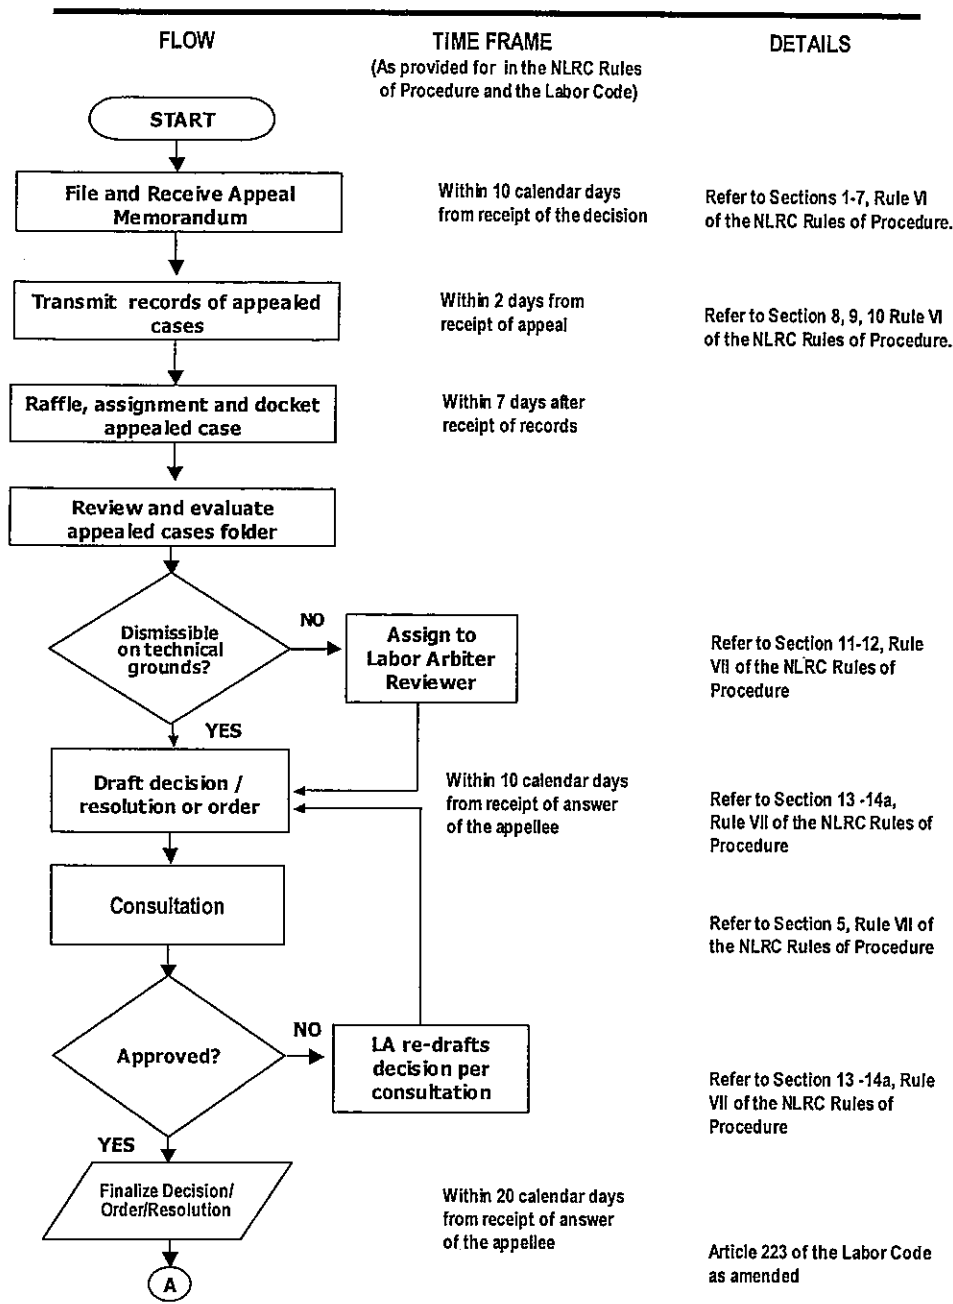 FLOW
TIME FRAME
(As provided for in the NLRC Rules
of Procedure and the Labor Code)
DETAILS
START
File and Receive Appeal
Memorandum
Within 10 calendar days
from receipt of the decision
Refer to Sections 1-7, Rule VI
of the NLRC Rules of Procedure.
Transmit records of appealed
cases
Within 2 days from
receipt of appeal
Refer to Section 8, 9, 10 Rule VI
of the NLRC Rules of Procedure.
Raffle, assignment and docket
appealed case
Within 7 days after
receipt of records
Review and evaluate
appealed cases folder
Dismissible
on technical
grounds?
NO
Assign to
Labor Arbiter
Reviewer
Refer to Section 11-12, Rule
VII of the NLRC Rules of
Procedure
YES
Draft decision /
resolution or order
Within 10 calendar days
from receipt of answer
of the appellee
Refer to Section 13 -14a,
Rule VII of the NLRC Rules of
Procedure
Consultation
Refer to Section 5, Rule VII of
the NLRC Rules of Procedure
Approved?
NO
LA re-drafts
decision per
consultation
Refer to Section 13 -14a, Rule
VII of the NLRC Rules of
Procedure
YES
Finalize Decision/
Order/Resolution
Within 20 calendar days
from receipt of answer
of the appellee
Article 223 of the Labor Code
as amended
A